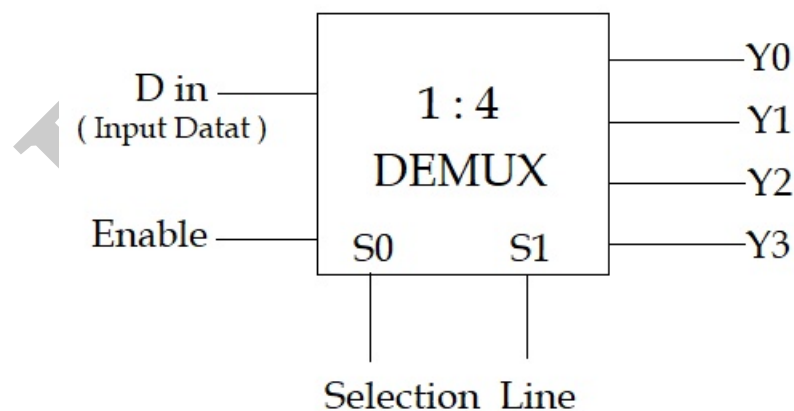 D in
( Input Datat )
Enable
1 : 4
DEMUX
S0 S1
Y0
Y1
Y2
Y3
Selection Line